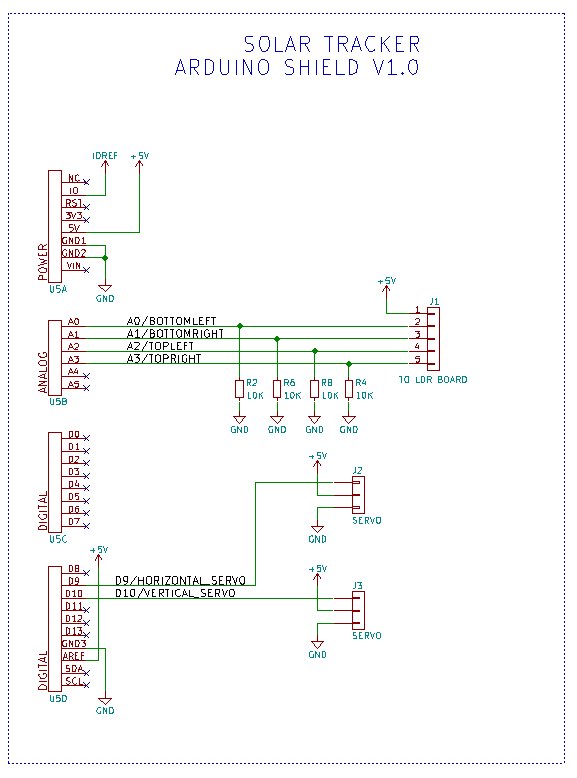 SOLAR TRACKER
ARDUINO SHIELD V1.0
IOREF
+5V
NC
IO
RST
3V3
5V
GND1
GND2
VIN
POWER
U5A
GND
+5V
J1
A0
A1
A2
A3
A4
A5
ANALOG
U5B
A0/BOTTOMLEFT
A1/BOTTOMRIGHT
A2/TOPLEFT
A3/TOPRIGHT
1
2
3
4
5
TO LDR BOARD
R2
10K
R6
10K
R8
10K
R4
10K
GND
GND
GND
GND
D0
D1
D2
D3
D4
D5
D6
D7
DIGITAL
U5C
+5V
J2
GND
SERVO
+5V
D8
D9
D10
D11
D12
D13
GND3
AREF
SDA
SCL
DIGITAL
U5D
D9/HORIZONTAL_SERVO
D10/VERTICAL_SERVO
+5V
J3
GND
SERVO
GND